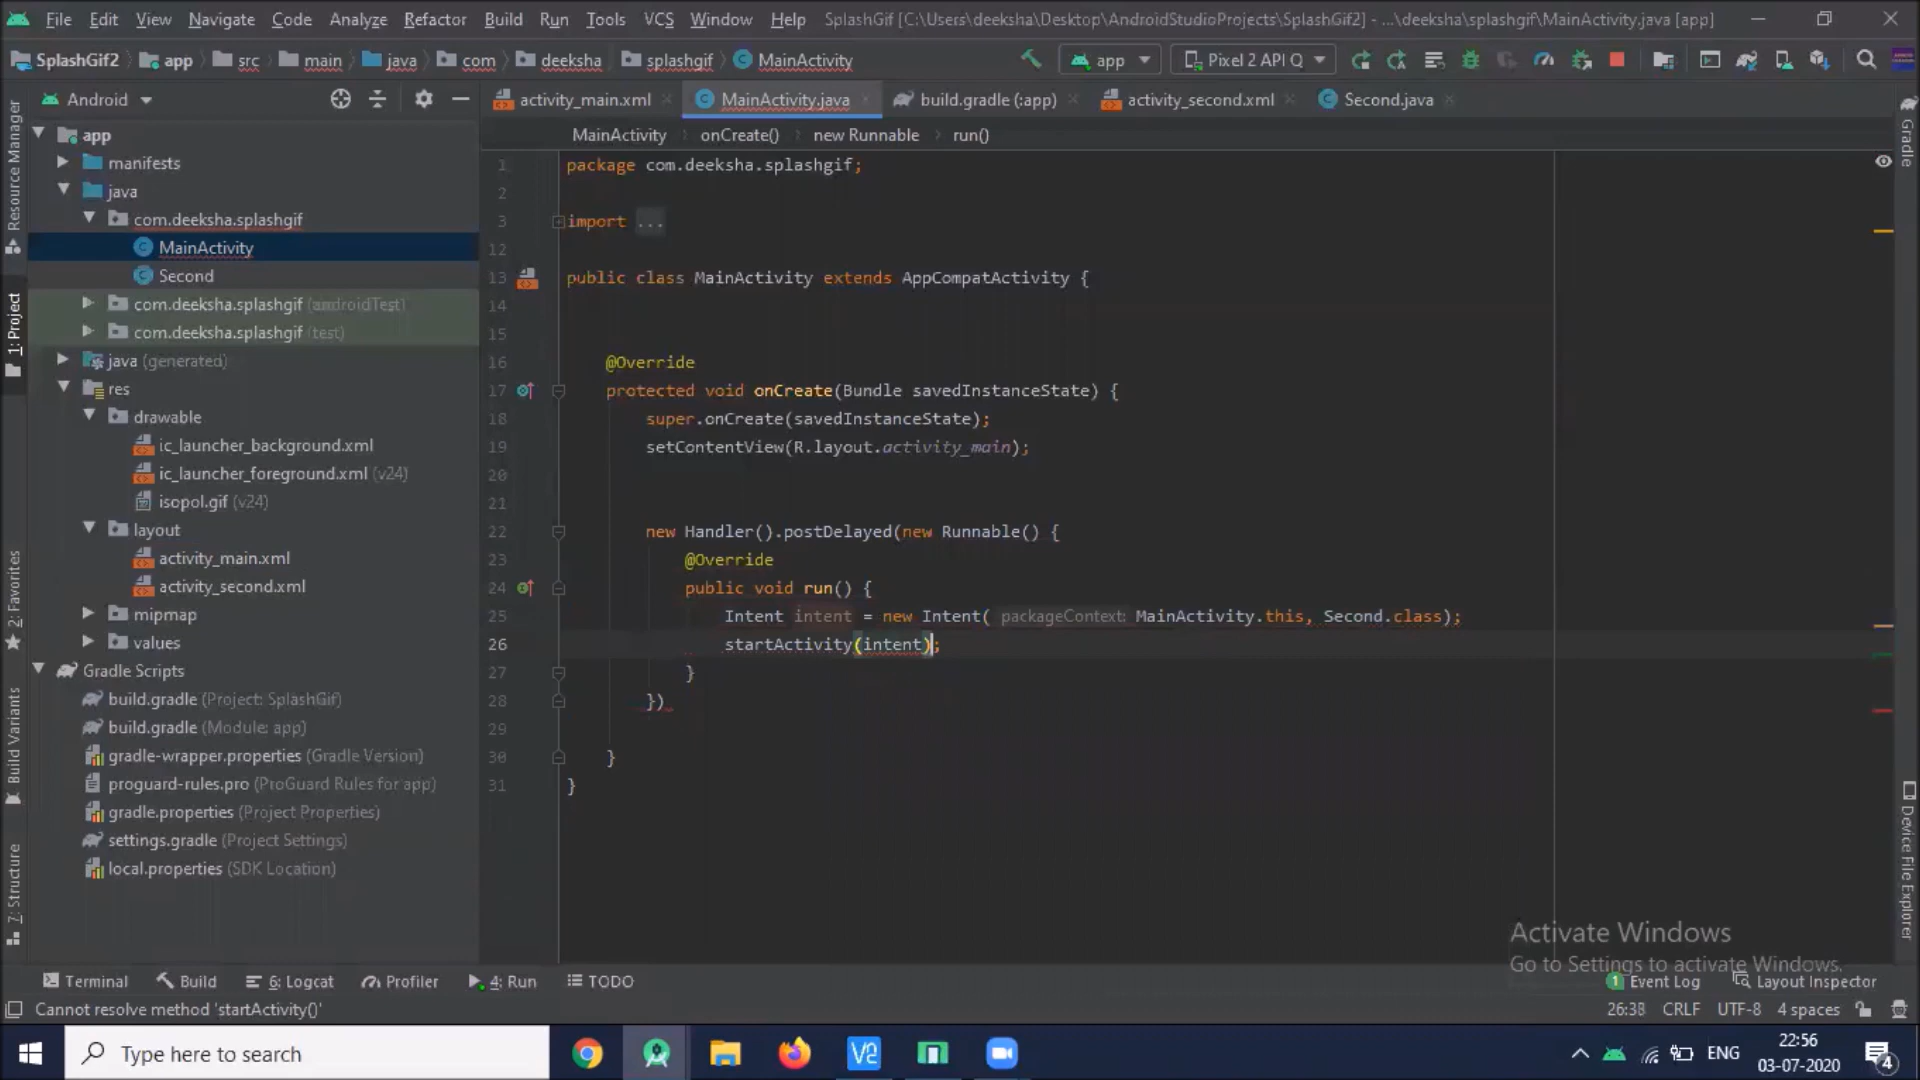 File Edit View Navigate Code Analyze Refactor Build Run Tools VCS Window Help SplashGif [C:\Users\deeksha\Desktop\AndroidStudioProjects\SplashGif2] - ...\deeksha\splashgif\MainActivity.java [app]
SplashGif2 app src main java com deeksha splashgif MainActivity app Pixel 2 API Q
Android activity_main.xml MainActivity.java build.gradle (:app) activity_second.xml Second.java
MainActivity onCreate() new Runnable run()
Resource Manager
1: Project
2: Favorites
Build Variants
7: Structure
app
manifests
java
com.deeksha.splashgif
MainActivity
Second
com.deeksha.splashgif (androidTest)
com.deeksha.splashgif (test)
java (generated)
res
drawable
ic_launcher_background.xml
ic_launcher_foreground.xml (v24)
isopol.gif (v24)
layout
activity_main.xml
activity_second.xml
mipmap
values
Gradle Scripts
build.gradle (Project: SplashGif)
build.gradle (Module: app)
gradle-wrapper.properties (Gradle Version)
proguard-rules.pro (ProGuard Rules for app)
gradle.properties (Project Properties)
settings.gradle (Project Settings)
local.properties (SDK Location)
1 package com.deeksha.splashgif;
2
3 import ...
12
13 public class MainActivity extends AppCompatActivity {
14
15
16 @Override
17 protected void onCreate(Bundle savedInstanceState) {
18 super.onCreate(savedInstanceState);
19 setContentView(R.layout.activity_main);
20
21
22 new Handler().postDelayed(new Runnable() {
23 @Override
24 public void run() {
25 Intent intent = new Intent( packageContext: MainActivity.this, Second.class);
26 startActivity(intent);
27 }
28 })
29
30 }
31 }
Gradle
Device File Explorer
Activate Windows
Go to Settings to activate Windows.
Terminal Build 6: Logcat Profiler 4: Run TODO 1 Event Log Layout Inspector
Cannot resolve method 'startActivity()' 26:38 CRLF UTF-8 4 spaces
Type here to search ENG 22:56
03-07-2020 4